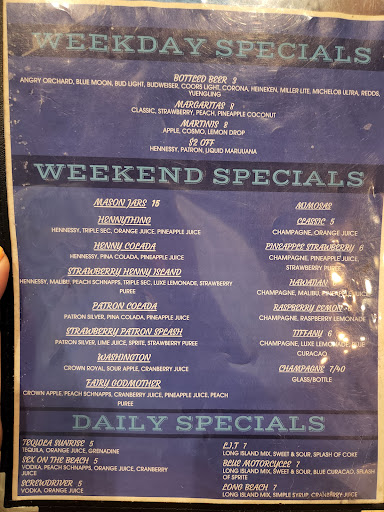 WEEKDAY SPECIALS
BOTTLED BEER 3
ANGRY ORCHARD, BLUE MOON, BUD LIGHT, BUDWEISER, COORS LIGHT, CORONA, HEINEKEN, MILLER LITE, MICHELOB ULTRA, REDDS,
YUENGLING
MARGARITAS 8
CLASSIC, STRAWBERRY, PEACH, PINEAPPLE COCONUT
MARTINIS 8
APPLE, COSMO, LEMON DROP
$2 OFF
HENNESSY, PATRON, LIQUID MARIJUANA
WEEKEND SPECIALS
MASON JARS 15
HENNYTHING
HENNESSY, TRIPLE SEC, ORANGE JUICE, PINEAPPLE JUICE
HENNY COLADA
HENNESSY, PINA COLADA, PINEAPPLE JUICE
STRAWBERRY HENNY ISLAND
HENNESSY, MALIBU, PEACH SCHNAPPS, TRIPLE SEC, LUXE LEMONADE, STRAWBERRY
PUREE
PATRON COLADA
PATRON SILVER, PINA COLADA, PINEAPPLE JUICE
STRAWBERRY PATRON SPLASH
PATRON SILVER, LIME JUICE, SPRITE, STRAWBERRY PUREE
WASHINGTON
CROWN ROYAL, SOUR APPLE, CRANBERRY JUICE
FAIRY GODMOTHER
CROWN APPLE, PEACH SCHNAPPS, CRANBERRY JUICE, PINEAPPLE JUICE, PEACH
PUREE
MIMOSAS
CLASSIC 5
CHAMPAGNE, ORANGE JUICE
PINEAPPLE STRAWBERRY 6
CHAMPAGNE, PINEAPPLE JUICE,
STRAWBERRY PUREE
HAWAIIAN
CHAMPAGNE, MALIBU, PINEAPPLE JUICE
RASPBERRY LEMON
CHAMPAGNE, RASPBERRY LEMONADE
TIFFANY 6
CHAMPAGNE, LUXE LEMONADE, BLUE
CURACAO
CHAMPAGNE 7/40
GLASS/BOTTLE
DAILY SPECIALS
TEQUILA SUNRISE 5
TEQUILA, ORANGE JUICE, GRENADINE
SEX ON THE BEACH 5
VODKA, PEACH SCHNAPPS, ORANGE JUICE, CRANBERRY
JUICE
SCREWDRIVER 5
VODKA, ORANGE JUICE
L.I.T 7
LONG ISLAND MIX, SWEET & SOUR, SPLASH OF COKE
BLUE MOTORCYCLE 7
LONG ISLAND MIX, SWEET & SOUR, BLUE CURACAO, SPLASH
OF SPRITE
LONG BEACH 7
LONG ISLAND MIX, SIMPLE SYRUP, CRANBERRY JUICE